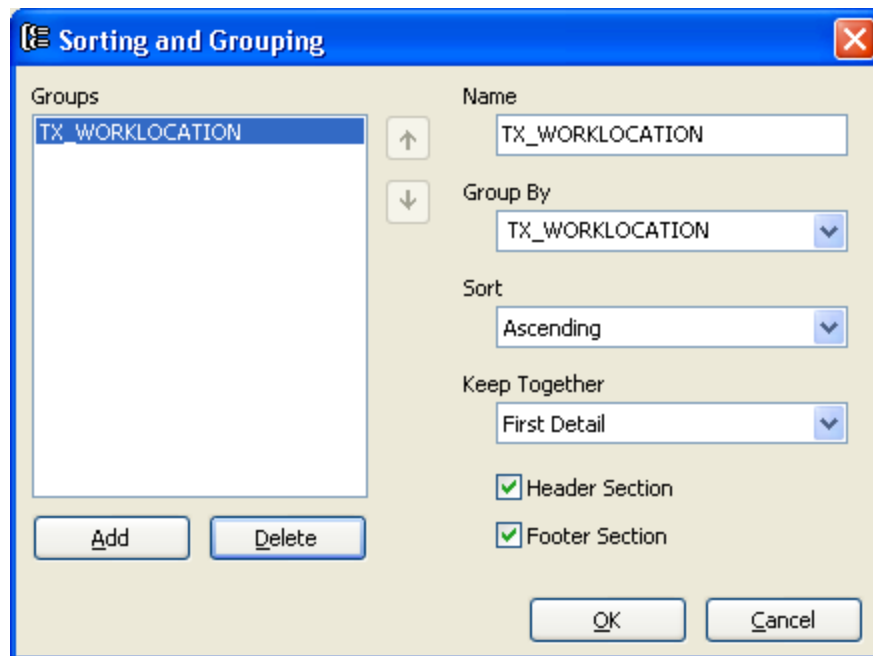 Sorting and Grouping
Groups
TX_WORKLOCATION
Add
Delete
Name
TX_WORKLOCATION
Group By
TX_WORKLOCATION
Sort
Ascending
Keep Together
First Detail
Header Section
Footer Section
OK
Cancel